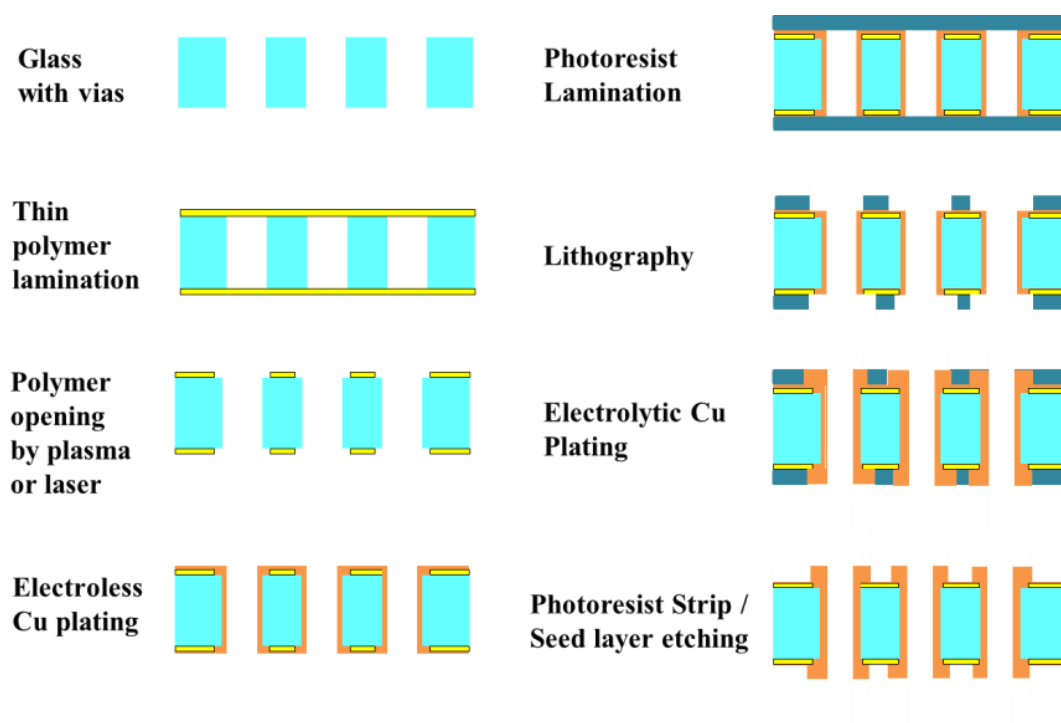 Glass
with vias
Thin
polymer
lamination
Polymer
opening
by plasma
or laser
Electroless
Cu plating
Photoresist
Lamination
Lithography
Electrolytic Cu
Plating
Photoresist Strip /
Seed layer etching